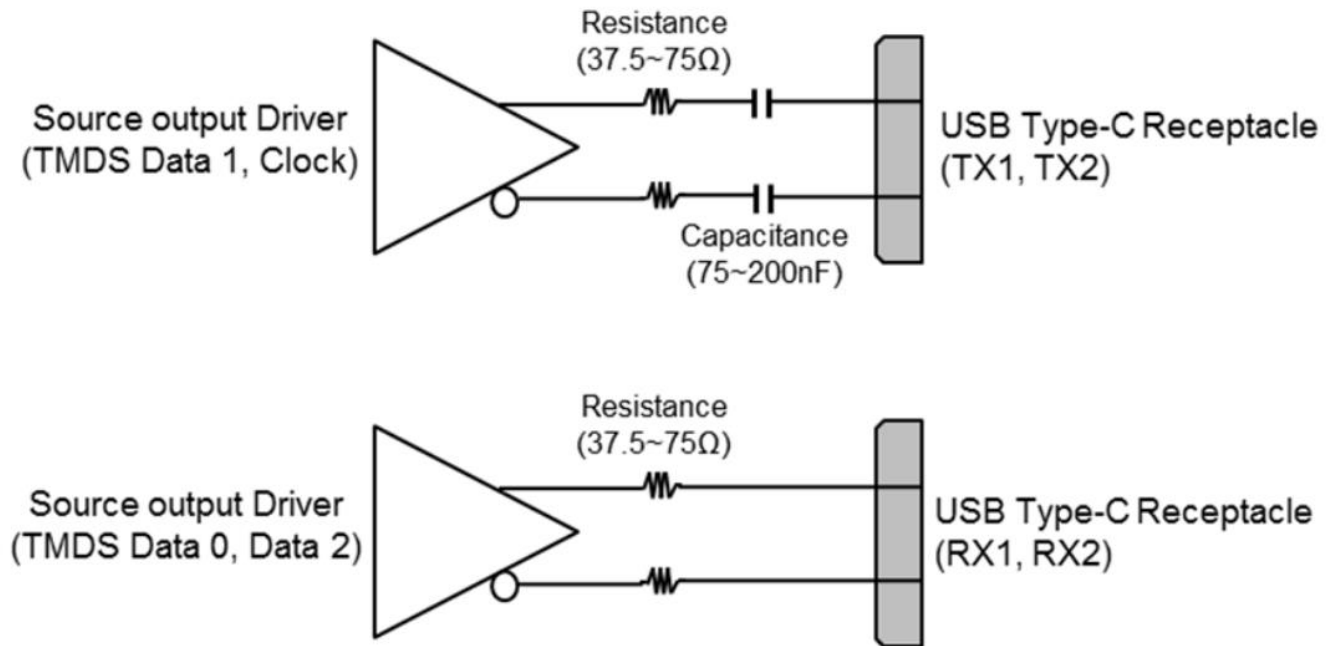 Resistance
(37.5~75Ω)
Source output Driver
(TMDS Data 1, Clock)
USB Type-C Receptacle
(TX1, TX2)
Capacitance
(75~200nF)
Resistance
(37.5~75Ω)
Source output Driver
(TMDS Data 0, Data 2)
USB Type-C Receptacle
(RX1, RX2)